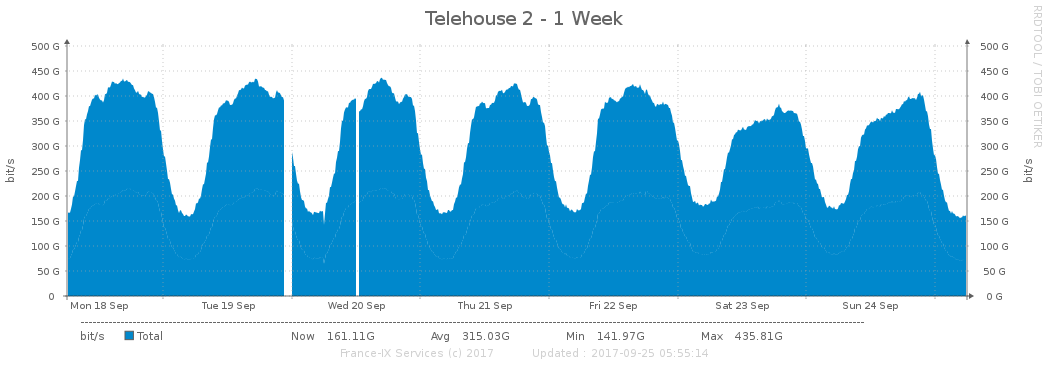 Telehouse 2 - 1 Week
RRDTOOL / TOBI OETIKER
500 G 500 G
450 G 450 G
400 G 400 G
350 G 350 G
300 G 300 G
250 G 250 G
200 G 200 G
150 G 150 G
100 G 100 G
50 G 50 G
0 0 G
bit/s bit/s
Mon 18 Sep Tue 19 Sep Wed 20 Sep Thu 21 Sep Fri 22 Sep Sat 23 Sep Sun 24 Sep
bit/s Total Now 161.11G Avg 315.03G Min 141.97G Max 435.81G
France-IX Services (c) 2017 Updated : 2017-09-25 05:55:14